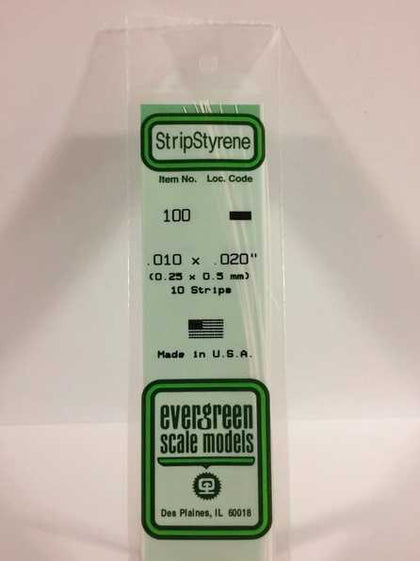 StripStyrene
Item No. Loc. Code
100
.010 x .020"
(0.25 x 0.5 mm)
10 Strips
Made in U.S.A.
evergreen
scale models
Des Plaines, IL 60018